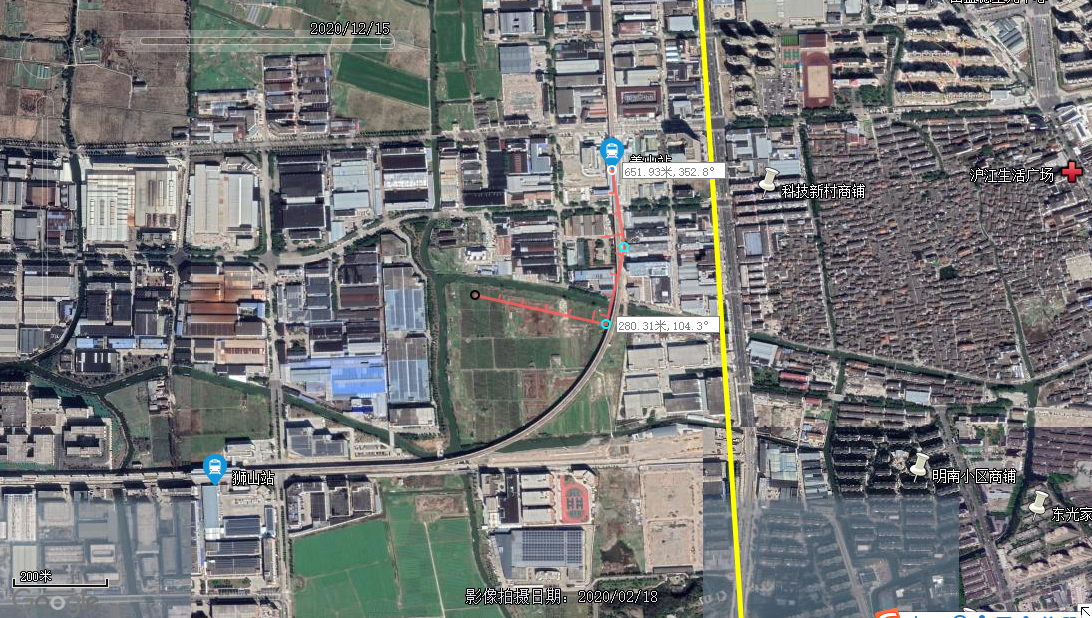 2020/12/15
651.93米,352.8°
科技新村商铺
沪江生活广场
280.31米,104.3°
狮山站
明南小区商铺
东光家
200米
Google
影像拍摄日期: 2020/02/18